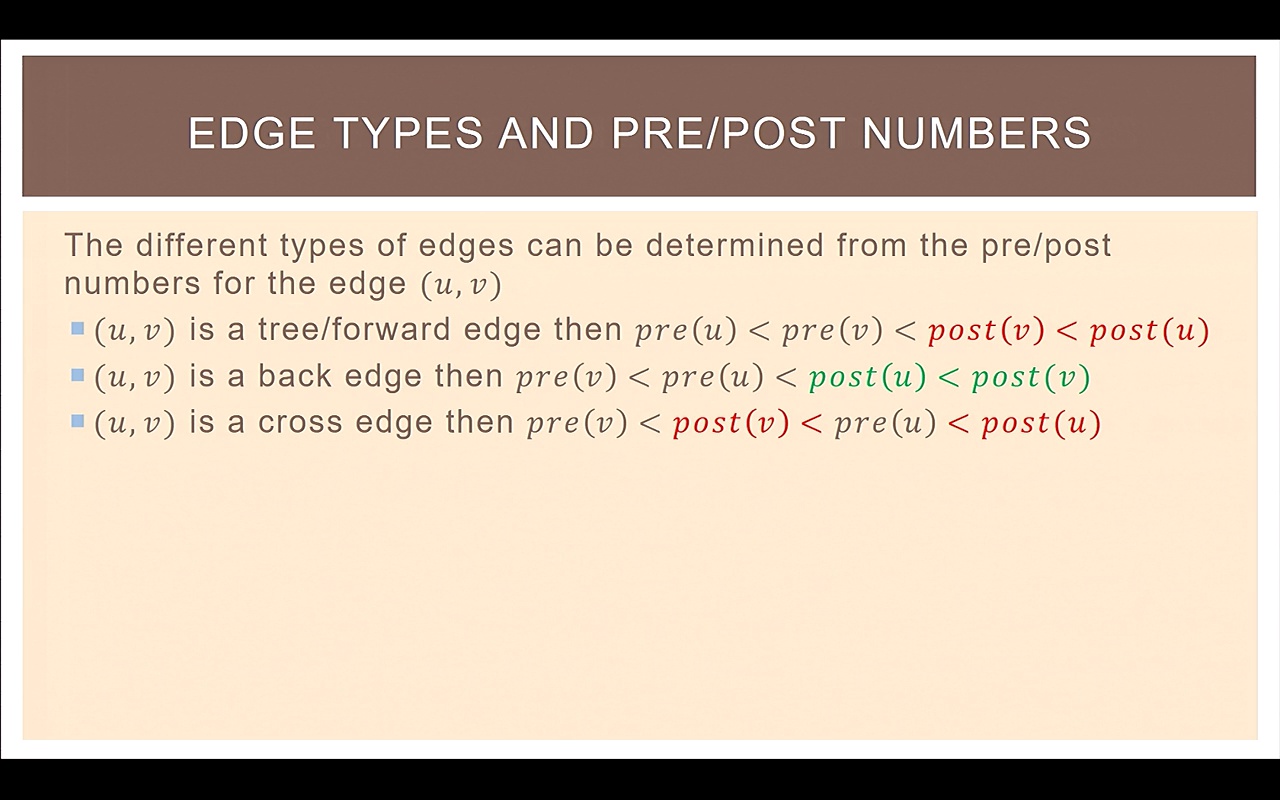 EDGE TYPES AND PRE/POST NUMBERS
The different types of edges can be determined from the pre/post
numbers for the edge (u, v)
(u, v) is a tree/forward edge then pre(u) < pre(v) < post(v) < post(u)
(u, v) is a back edge then pre(v) < pre(u) < post(u) < post(v)
(u, v) is a cross edge then pre(v) < post(v) < pre(u) < post(u)